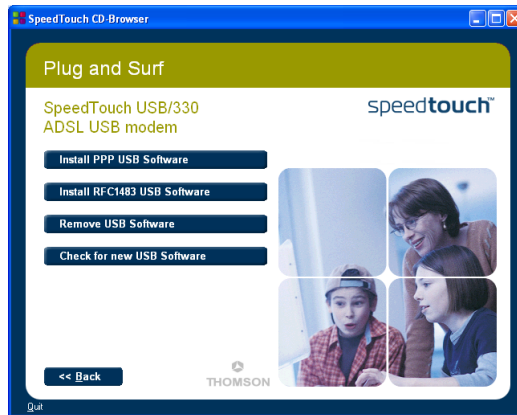 SpeedTouch CD-Browser
Plug and Surf
SpeedTouch USB/330
ADSL USB modem
speedtouch™
Install PPP USB Software
Install RFC1483 USB Software
Remove USB Software
Check for new USB Software
<< Back
THOMSON
Quit